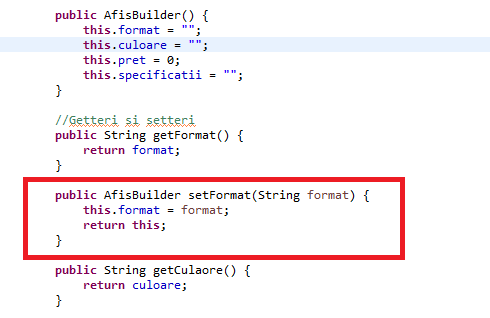 public AfisBuilder() {
this.format = "";
this.culoare = "";
this.pret = 0;
this.specificatii = "";
}
//Getteri si setteri
public String getFormat() {
return format;
}
public AfisBuilder setFormat(String format) {
this.format = format;
return this;
}
public String getCulaore() {
return culoare;
}